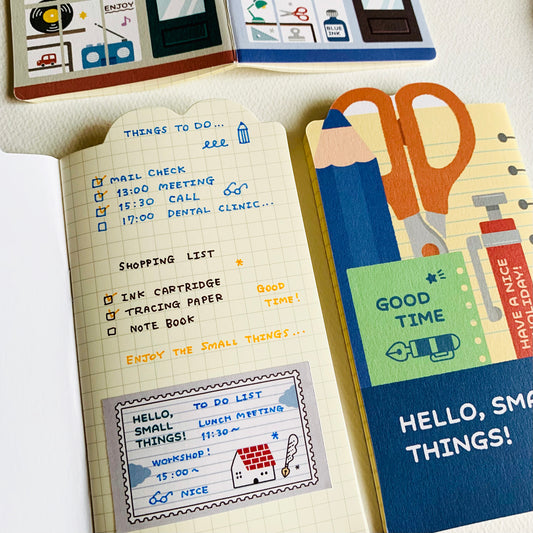 ENJOY
BLUE
INK
THINGS TO DO...
MAIL CHECK
13:00 MEETING
15:30 CALL
17:00 DENTAL CLINIC...
SHOPPING LIST
INK CARTRIDGE
TRACING PAPER
NOTE BOOK
GOOD
TIME!
ENJOY THE SMALL THINGS...
HELLO,
SMALL
THINGS!
TO DO LIST
LUNCH MEETING
11:30~
WORKSHOP!
15:00~
NICE
GOOD
TIME
HAVE A NICE
HOLIDAY!
HELLO, SMA
THINGS!